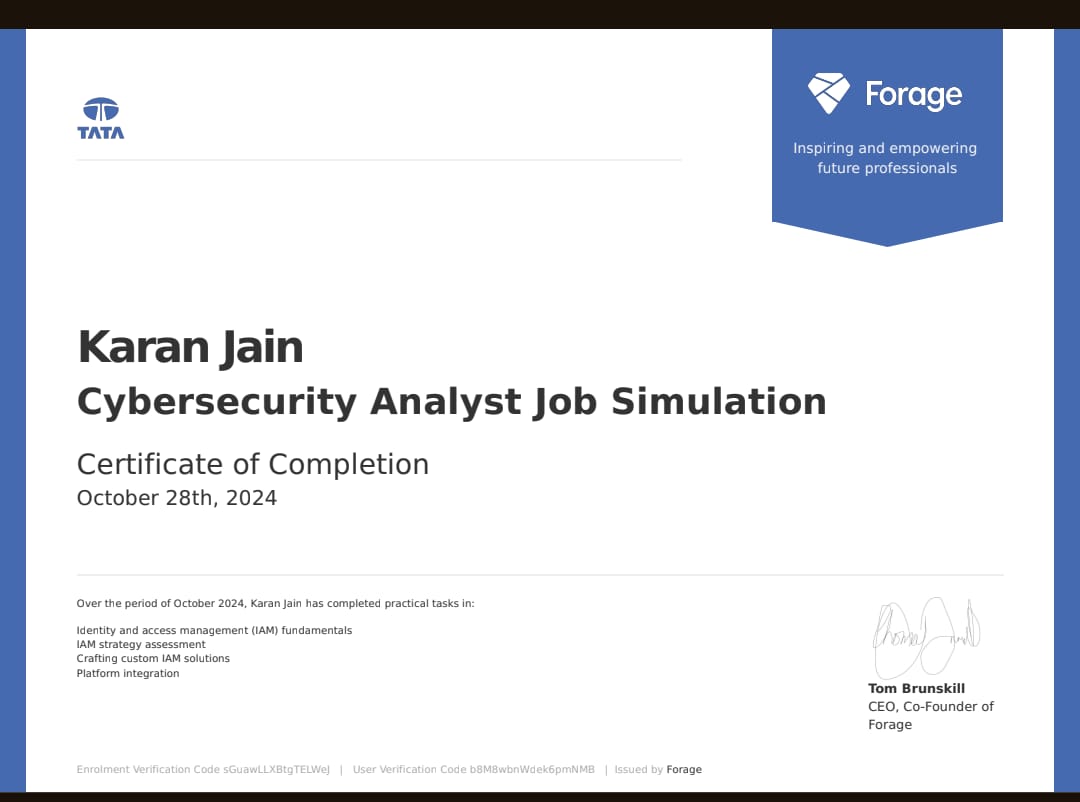 TATA
Forage
Inspiring and empowering
future professionals
Karan Jain
Cybersecurity Analyst Job Simulation
Certificate of Completion
October 28th, 2024
Over the period of October 2024, Karan Jain has completed practical tasks in:
Identity and access management (IAM) fundamentals
IAM strategy assessment
Crafting custom IAM solutions
Platform integration
Tom Brunskill
CEO, Co-Founder of
Forage
Enrolment Verification Code sGuawLLXBtgTELWeJ | User Verification Code b8M8wbnWdek6pmNMB | Issued by Forage